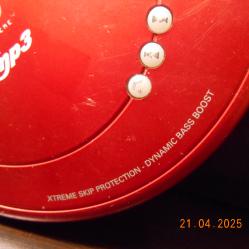 mp3
XTREME SKIP PROTECTION - DYNAMIC BASS BOOST
21.04.2025